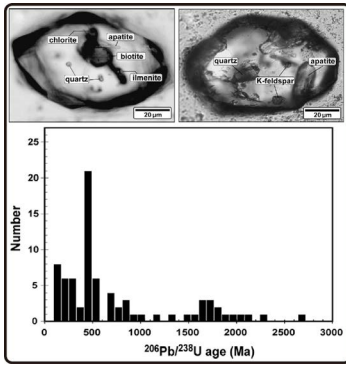 chlorite
apatite
biotite
quartz
ilmenite
20 µm
quartz
K-feldspar
apatite
20 µm
25
20
15
10
5
0
Number
0 500 1000 1500 2000 2500 3000
206Pb/238U age (Ma)